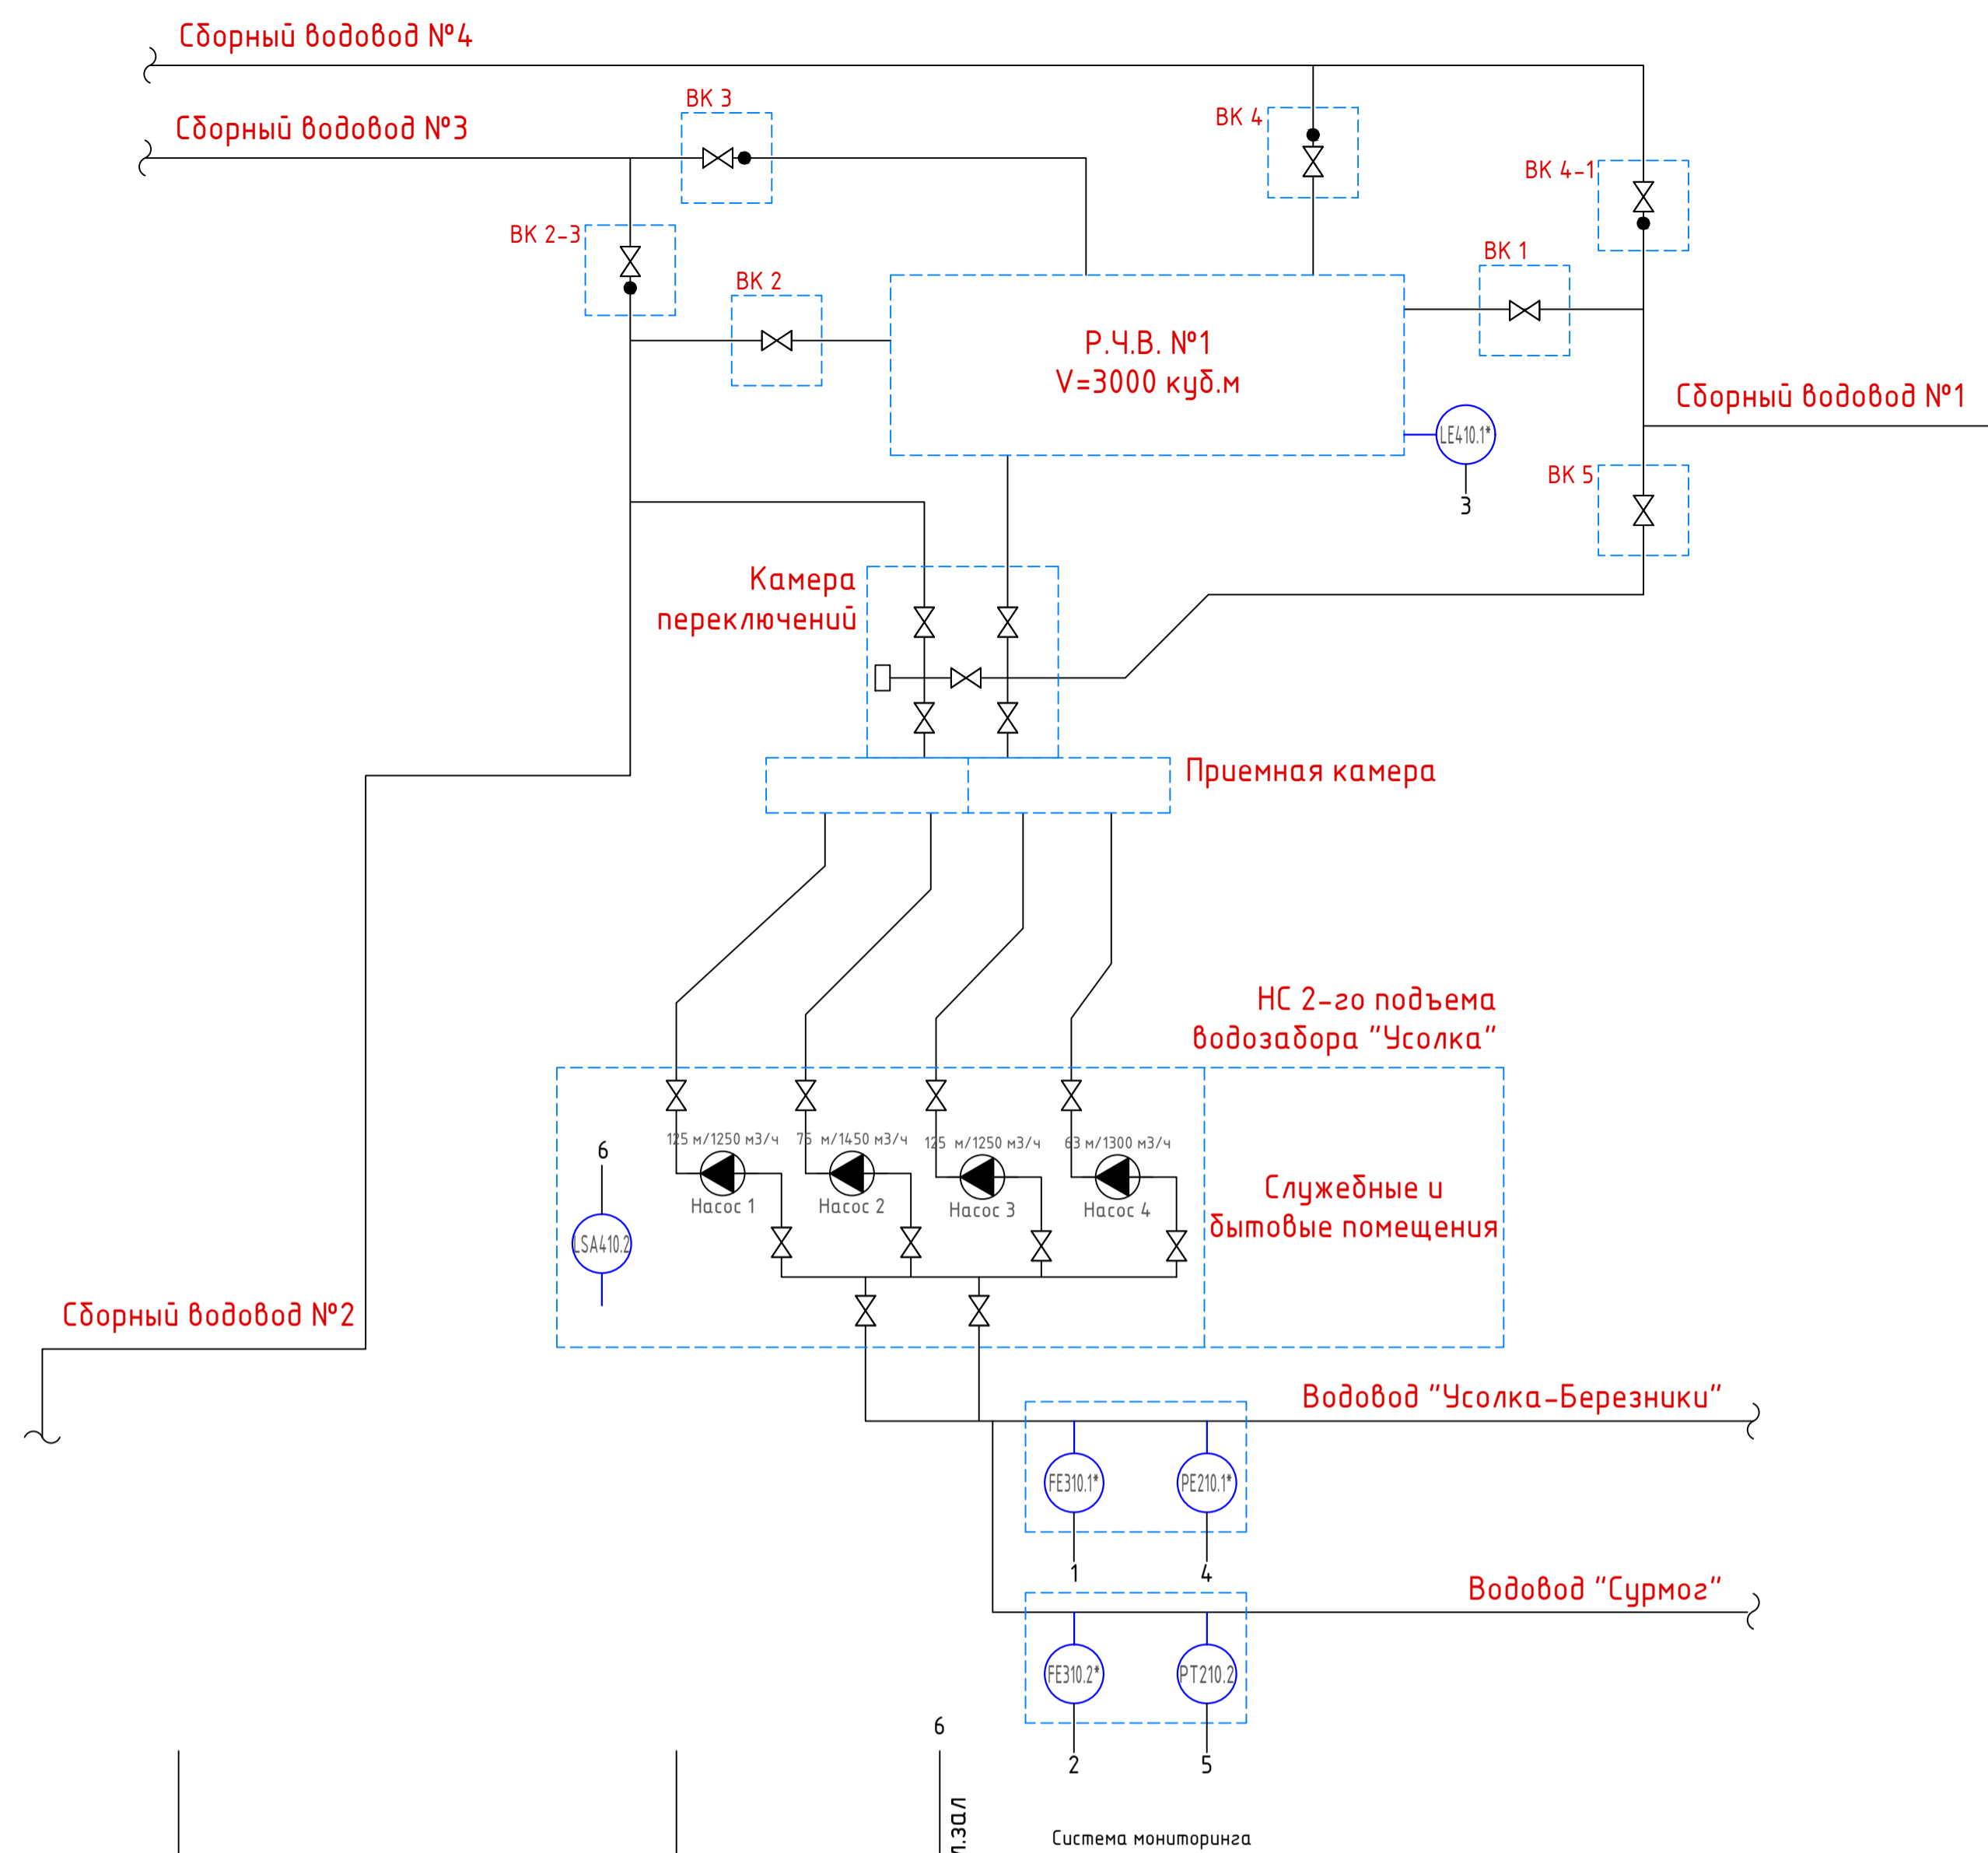 Сборный водовод №4
ВК 3
ВК 4
Сборный водовод №3
ВК 4-1
ВК 2-3
ВК 1
ВК 2
Р.Ч.В. №1
V=3000 куб.м
Сборный водовод №1
LE410.1*
3
ВК 5
Камера
переключений
Приемная камера
НС 2-го подъема
водозабора "Усолка"
125 м/1250 м3/ч
75 м/1450 м3/ч
125 м/1250 м3/ч
63 м/1300 м3/ч
6
Насос 1
Насос 2
Насос 3
Насос 4
Служебные и
бытовые помещения
LSA410.2
Сборный водовод №2
Водовод "Усолка-Березники"
FE310.1*
PE210.1*
1
4
Водовод "Сурмог"
FE310.2*
PT210.2
6
2
5
л.зал
Система мониторинга